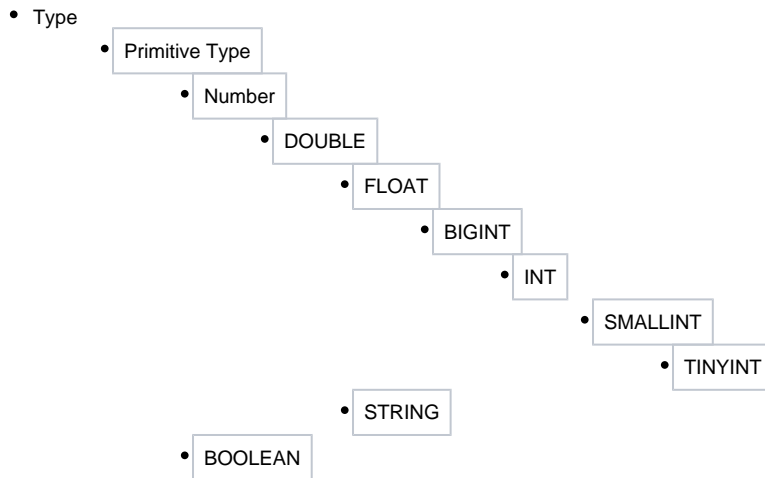 Type
Primitive Type
Number
DOUBLE
FLOAT
BIGINT
INT
SMALLINT
TINYINT
STRING
BOOLEAN